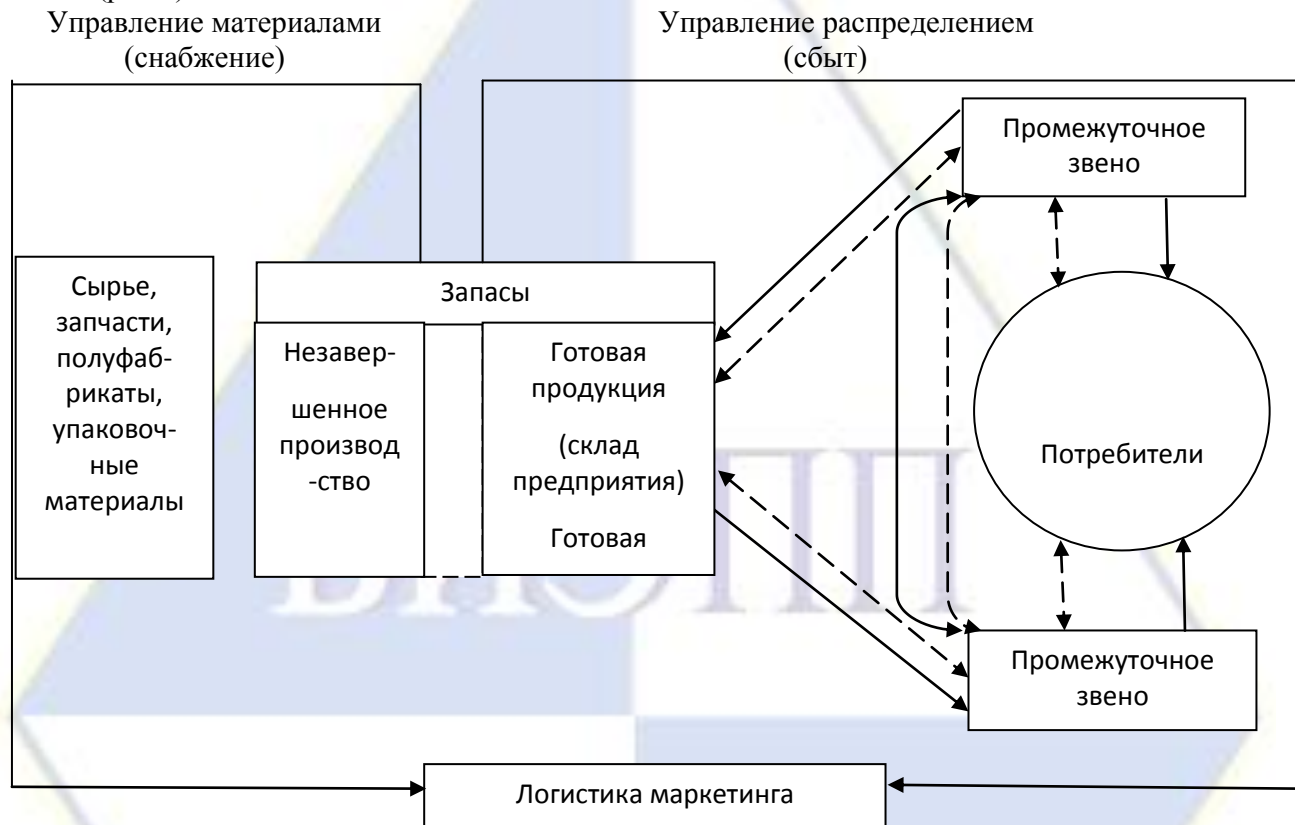 Управление материалами
(снабжение)
Управление распределением
(сбыт)
Промежуточное
звено
Сырье,
запчасти,
полуфаб-
рикаты,
упаковоч-
ные
материалы
Запасы
Незавер-
шенное
производ
-ство
Готовая
продукция
(склад
предприятия)
Готовая
Потребители
Промежуточное
звено
Логистика маркетинга